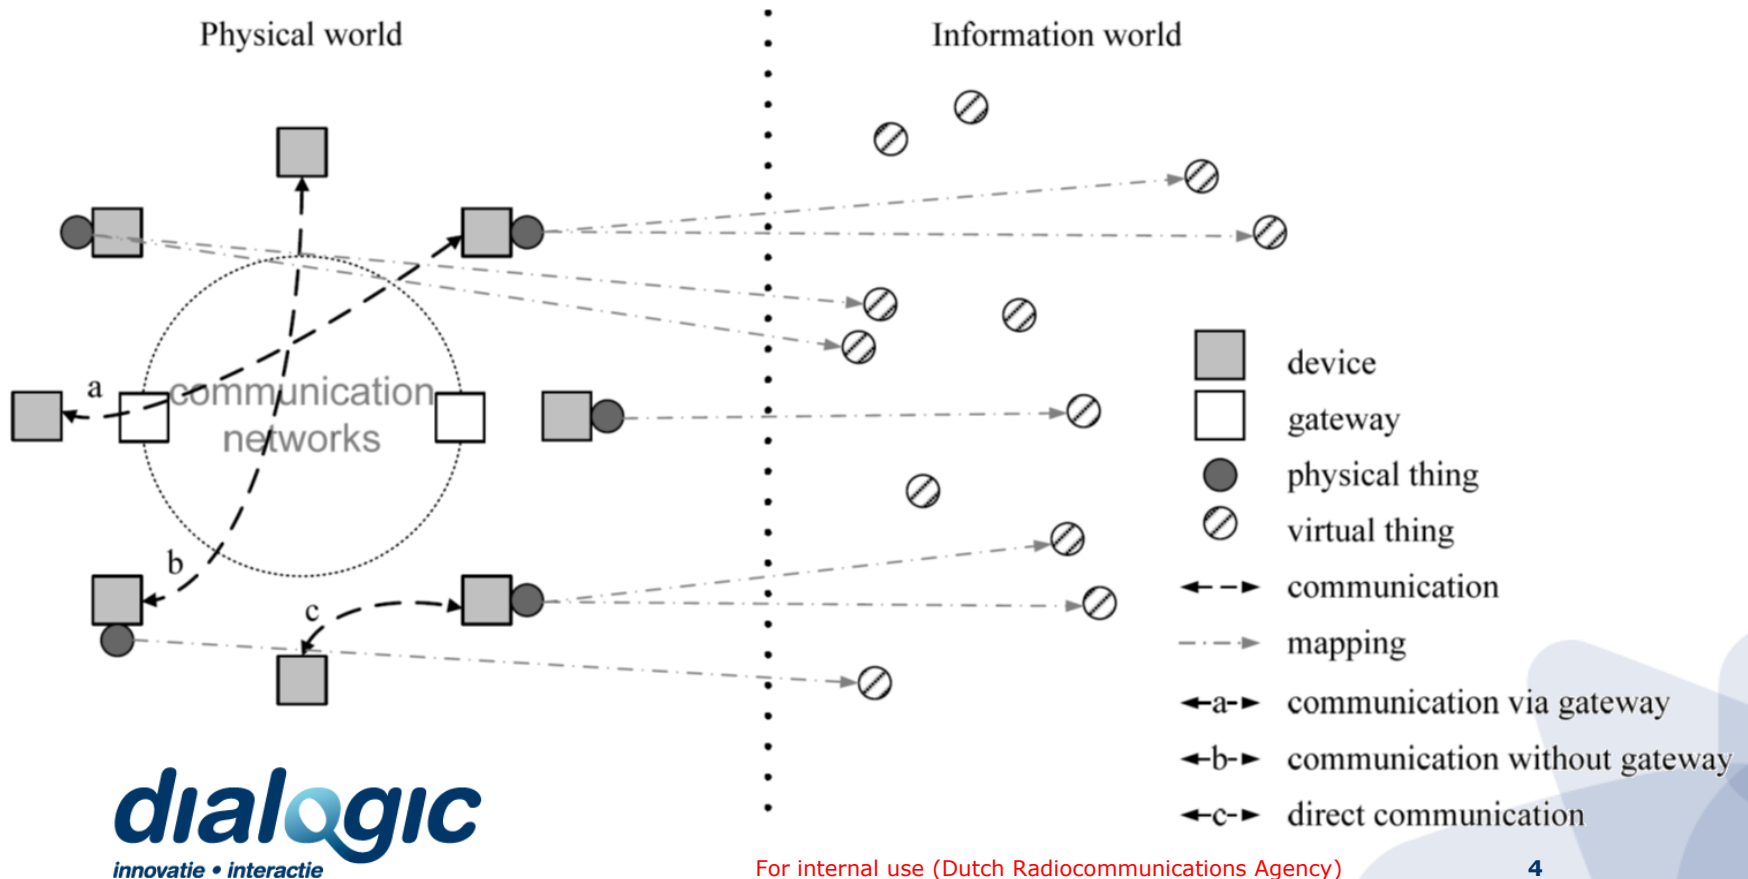 Physical world
Information world
a
communication
networks
b
c
device
gateway
physical thing
virtual thing
communication
mapping
a
communication via gateway
b
communication without gateway
c
direct communication
dialogic
innovatie • interactie
For internal use (Dutch Radiocommunications Agency)
4